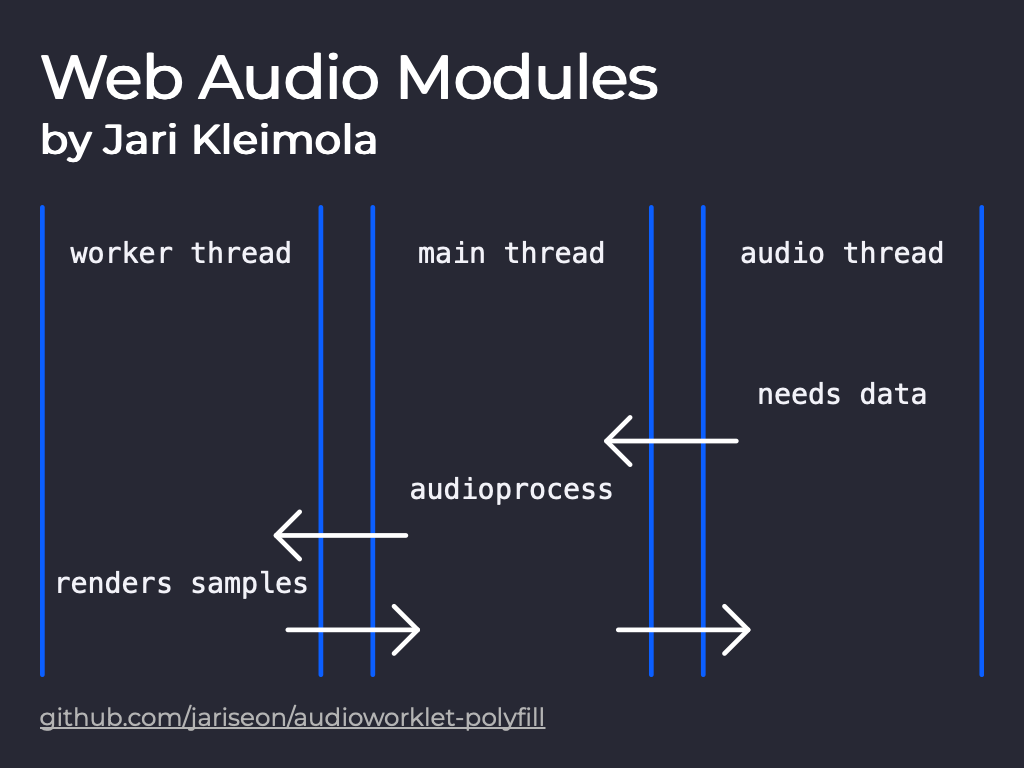 Web Audio Modules
by Jari Kleimola
worker thread
main thread
audio thread
needs data
audioprocess
renders samples
github.com/jariseon/audioworklet-polyfill